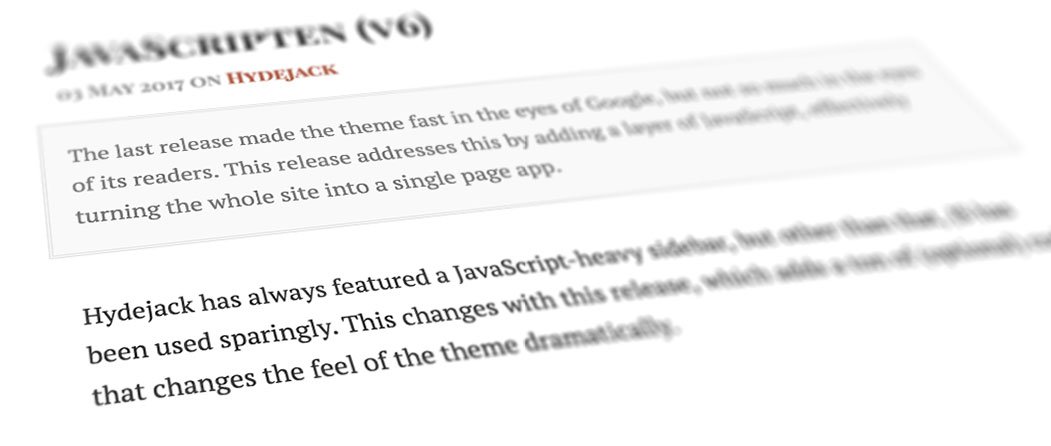 JavaScripten (v6)
03 May 2017 on Hydejack
The last release made the theme fast in the eyes of Google, but not so much in the eyes
of its readers. This release addresses this by adding a layer of JavaScript, effectively
turning the whole site into a single page app.
Hydejack has always featured a JavaScript-heavy sidebar, but other than that, JS has
been used sparingly. This changes with this release, which adds a ton of (optional)
that changes the feel of the theme dramatically.